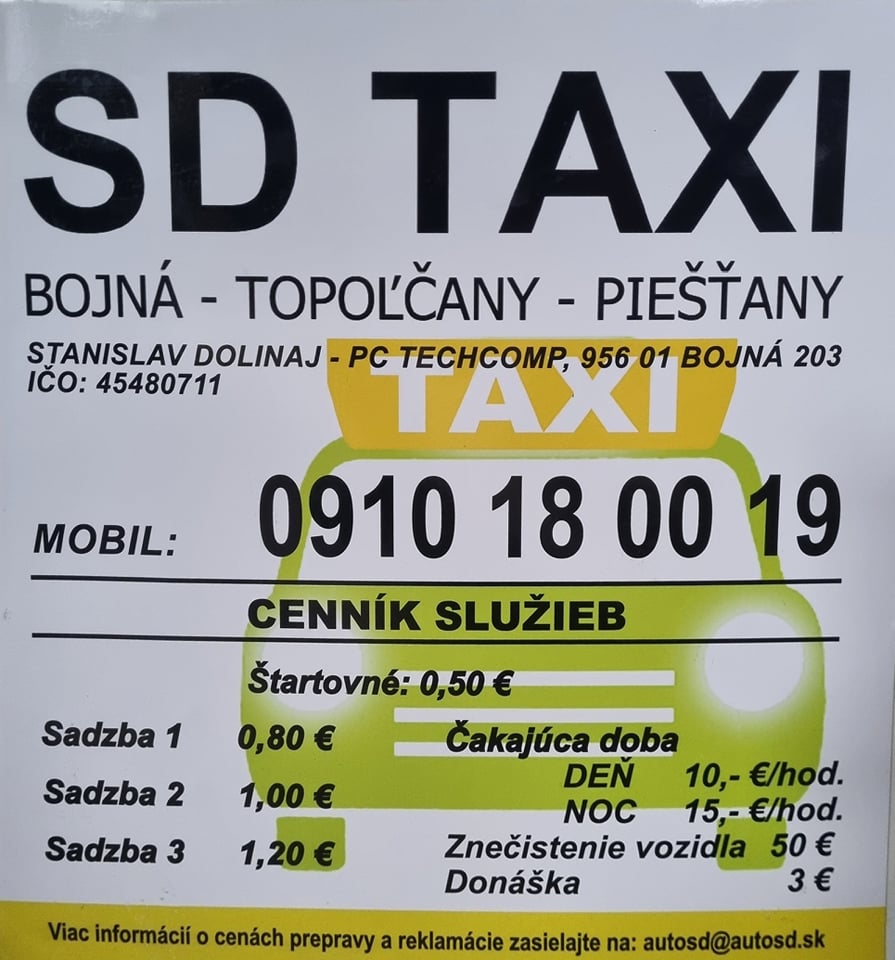 SD TAXI
BOJNÁ - TOPOĽČANY - PIEŠŤANY
STANISLAV DOLINAJ - PC TECHCOMP, 956 01 BOJNÁ 203
IČO: 45480711
TAXI
MOBIL: 0910 18 00 19
CENNÍK SLUŽIEB
Štartovné: 0,50 €
Sadzba 1 0,80 €
Sadzba 2 1,00 €
Sadzba 3 1,20 €
Čakajúca doba
DEŇ 10,- €/hod.
NOC 15,- €/hod.
Znečistenie vozidla 50 €
Donáška 3 €
Viac informácií o cenách prepravy a reklamácie zasielajte na: autosd@autosd.sk